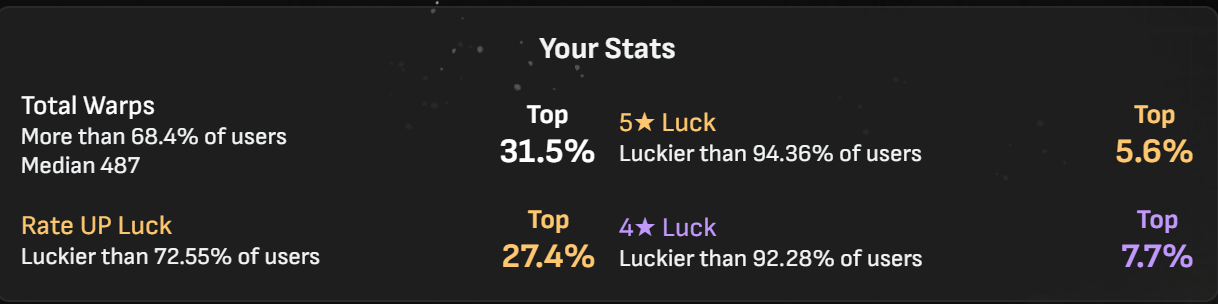 Your Stats
Total Warps
More than 68.4% of users
Median 487
Top
31.5%
5★ Luck
Luckier than 94.36% of users
Top
5.6%
Rate UP Luck
Luckier than 72.55% of users
Top
27.4%
4★ Luck
Luckier than 92.28% of users
Top
7.7%